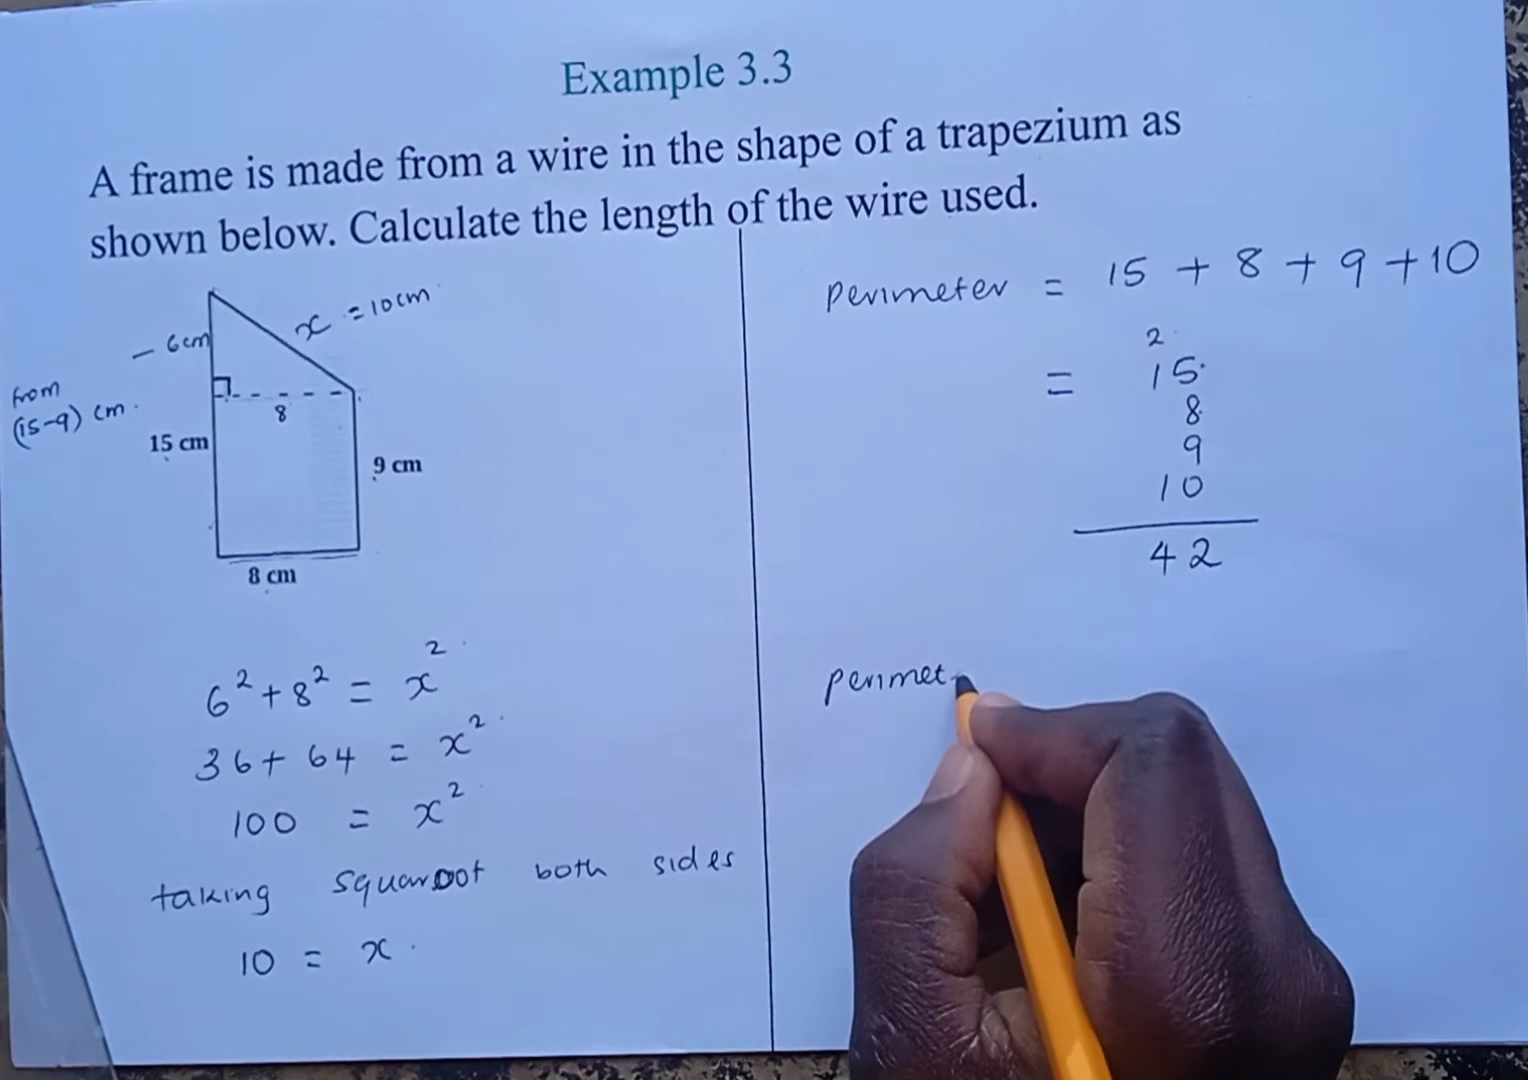 Example 3.3
A frame is made from a wire in the shape of a trapezium as
shown below. Calculate the length of the wire used.
x = 10cm
— 6cm
from
(15-9) cm.
8
15 cm
9 cm
8 cm
6² + 8² = x²
36 + 64 = x²
100 = x²
taking squaroot both sides
10 = x.
perimeter = 15 + 8 + 9 + 10
2
= 15
8
9
10
42
perimet